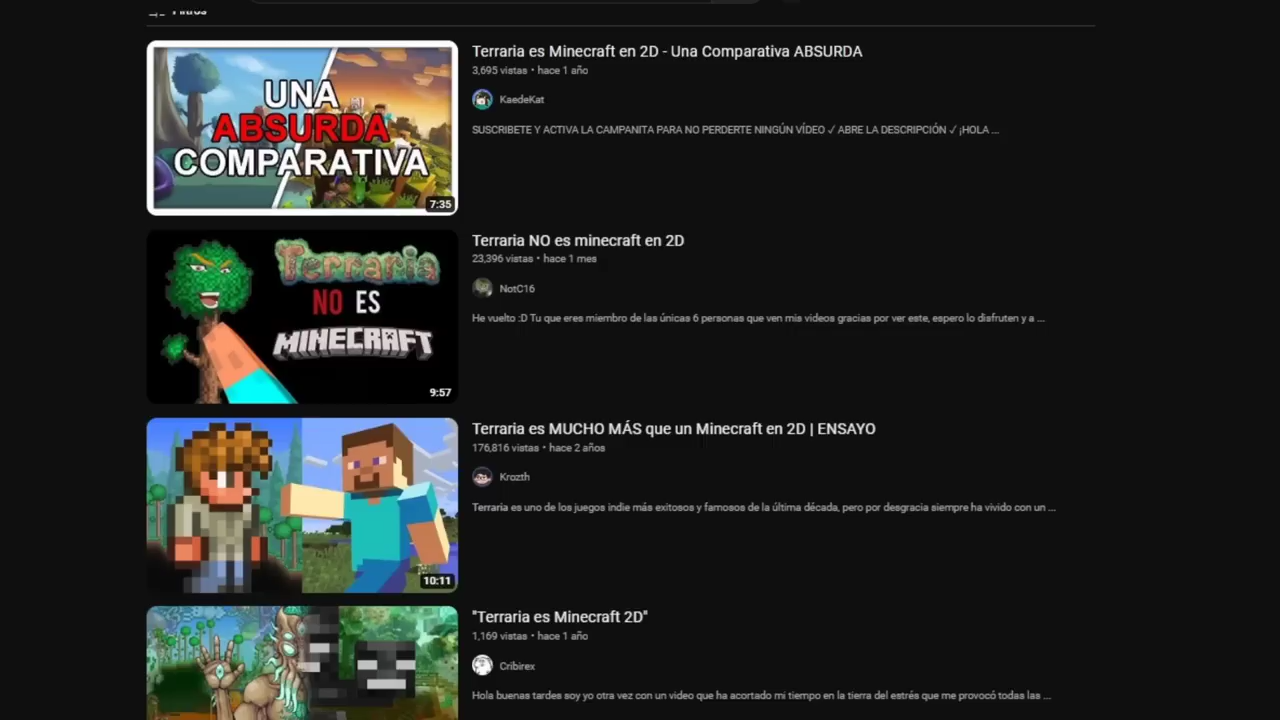 Filtros
Terraria es Minecraft en 2D - Una Comparativa ABSURDA
3,695 vistas • hace 1 año
KaedeKat
SUSCRIBETE Y ACTIVA LA CAMPANITA PARA NO PERDERTE NINGÚN VÍDEO ✓ ABRE LA DESCRIPCIÓN ✓ ¡HOLA ...
UNA
ABSURDA
COMPARATIVA
7:35
Terraria NO es minecraft en 2D
23,396 vistas • hace 1 mes
NotC16
He vuelto :D Tu que eres miembro de las únicas 6 personas que ven mis videos gracias por ver este, espero lo disfruten y a ...
Terraria
NO ES
MINECRAFT
9:57
Terraria es MUCHO MÁS que un Minecraft en 2D | ENSAYO
176,816 vistas • hace 2 años
Krozth
Terraria es uno de los juegos indie más exitosos y famosos de la última década, pero por desgracia siempre ha vivido con un ...
10:11
"Terraria es Minecraft 2D"
1,169 vistas • hace 1 año
Cribirex
Hola buenas tardes soy yo otra vez con un video que ha acortado mi tiempo en la tierra del estrés que me provocó todas las ...